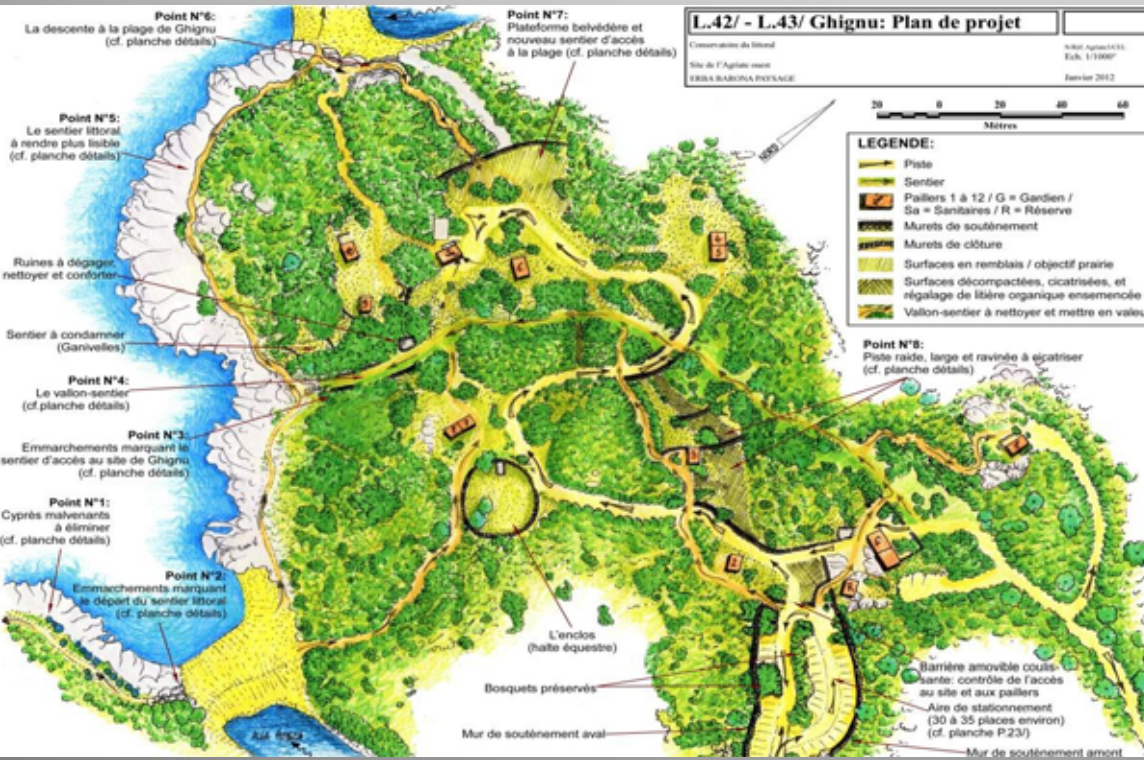 Point N°6:
La descente à la plage de Ghignu
(cf. planche détails)
Point N°7:
Plateforme belvédère et
nouveau sentier d'accès
à la plage (cf. planche détails)
L.42/ - L.43/ Ghignu: Plan de projet
Conservatoire du littoral
Site de l'Agriate ouest
ERBA BARONA PAYSAGE
Ech. 1/1000°
Janvier 2012
20 0 20 40 60
Mètres
NORD
Point N°5:
Le sentier littoral
à rendre plus lisible
(cf. planche détails)
LEGENDE:
Piste
Sentier
Paillers 1 à 12 / G = Gardien /
Sa = Sanitaires / R = Réserve
Murets de soutènement
Murets de clôture
Surfaces en remblais / objectif prairie
Surfaces décompactées, cicatrisées, et
régalage de litière organique ensemencée
Vallon-sentier à nettoyer et mettre en valeu
Ruines à dégager,
nettoyer et conforter
Sentier à condamner
(Ganivelles)
Point N°4:
Le vallon-sentier
(cf.planche détails)
Point N°8:
Piste raide, large et ravinée à cicatriser
(cf. planche détails)
Point N°3:
Emmarchements marquant le
sentier d'accès au site de Ghignu
(cf. planche détails)
Point N°1:
Cyprès malvenants
à éliminer
(cf. planche détails)
Point N°2:
Emmarchements marquant
le départ du sentier littoral
(cf. planche détails)
L'enclos
(halte équestre)
Bosquets préservés
Mur de soutènement aval
Barrière amovible coulis-
sante: contrôle de l'accès
au site et aux paillers
Aire de stationnement
(30 à 35 places environ)
(cf. planche P.23/)
Mur de soutènement amont